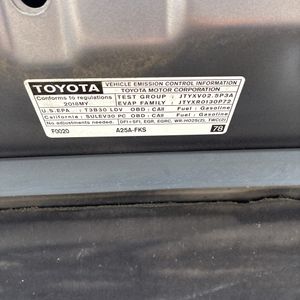 TOYOTA
VEHICLE EMISSION CONTROL INFORMATION
TOYOTA MOTOR CORPORATION
Conforms to regulations
2018MY
TEST GROUP : JTYXV02.5P3A
EVAP FAMILY : JTYXR0130P72
U.S.EPA : T3B30 LDV OBD: CAII Fuel: Gasoline
California : SULEV30 PC OBD: CAII Fuel: Gasoline
No adjustments needed. DFI+SFI, EGR, EGRC, WR-HO2S(2), TWC(2)
F0020 A25A-FKS 78